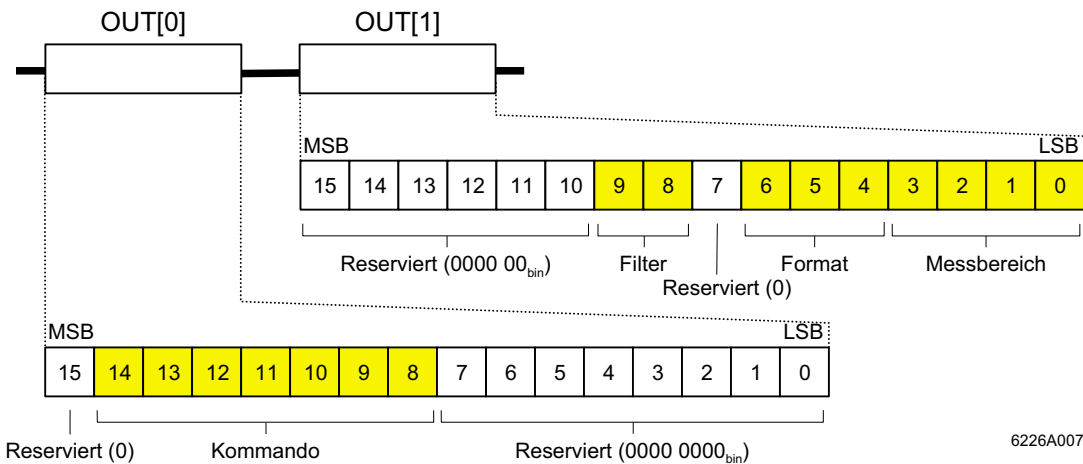 OUT[0] OUT[1]
MSB LSB
15 14 13 12 11 10 9 8 7 6 5 4 3 2 1 0
Reserviert (0000 00bin) Filter Format Messbereich
Reserviert (0)
MSB LSB
15 14 13 12 11 10 9 8 7 6 5 4 3 2 1 0
Reserviert (0) Kommando Reserviert (0000 0000bin)
6226A007